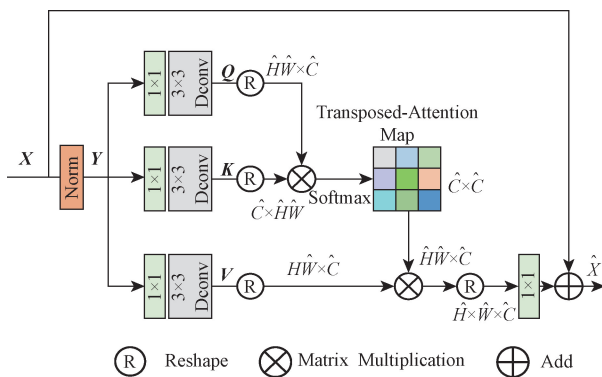 X
Norm
Y
1×1
3×3
Dconv
Q
R
ĤŴ×Ĉ
1×1
3×3
Dconv
K
R
Ĉ×ĤŴ
Softmax
Transposed-Attention
Map
Ĉ×Ĉ
1×1
3×3
Dconv
V
R
ĤŴ×Ĉ
ĤŴ×Ĉ
R
Ĥ×Ŵ×Ĉ
1×1
X̂
R Reshape
Matrix Multiplication
Add